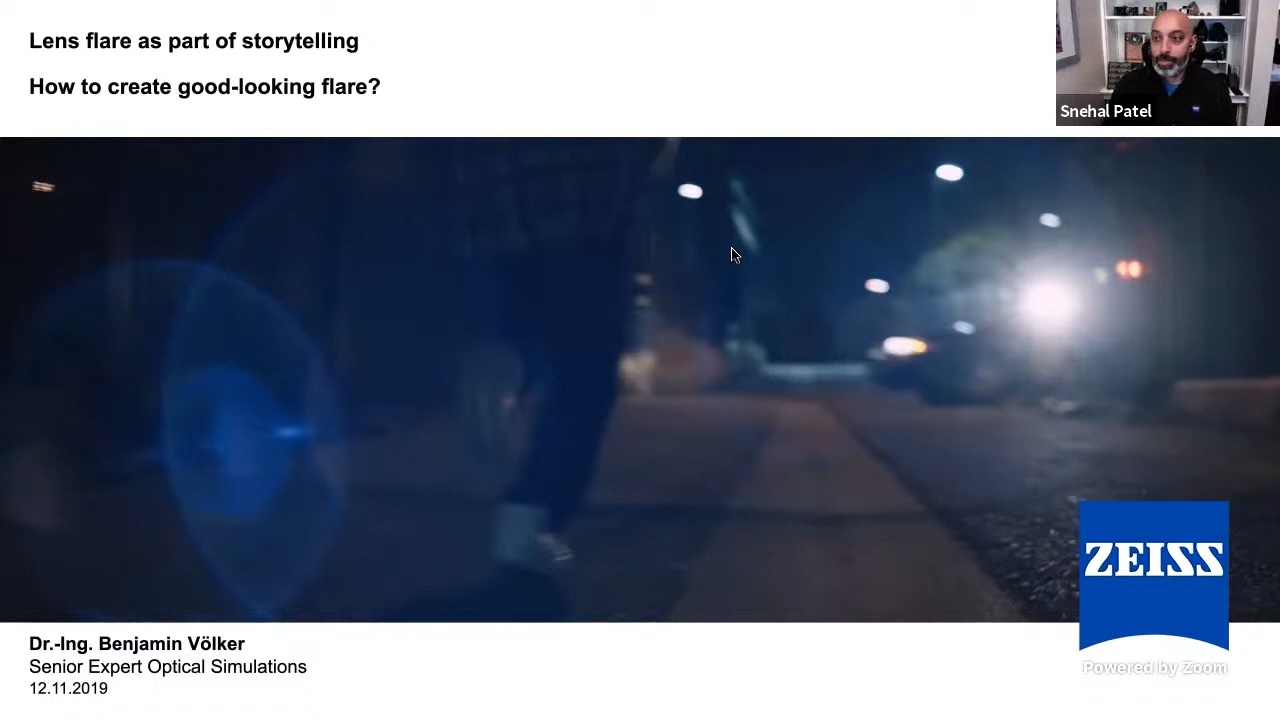 Lens flare as part of storytelling
How to create good-looking flare?
Snehal Patel
ZEISS
Dr.-Ing. Benjamin Völker
Senior Expert Optical Simulations
12.11.2019
Powered by Zoom